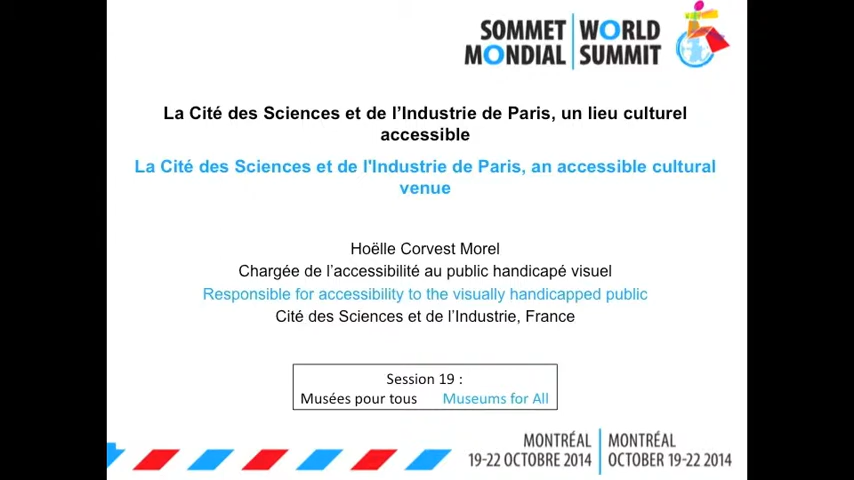 SOMMET WORLD
MONDIAL SUMMIT
La Cité des Sciences et de l’Industrie de Paris, un lieu culturel
accessible
La Cité des Sciences et de l'Industrie de Paris, an accessible cultural
venue
Hoëlle Corvest Morel
Chargée de l’accessibilité au public handicapé visuel
Responsible for accessibility to the visually handicapped public
Cité des Sciences et de l’Industrie, France
Session 19 :
Musées pour tous Museums for All
MONTRÉAL MONTRÉAL
19-22 OCTOBRE 2014 OCTOBER 19-22 2014